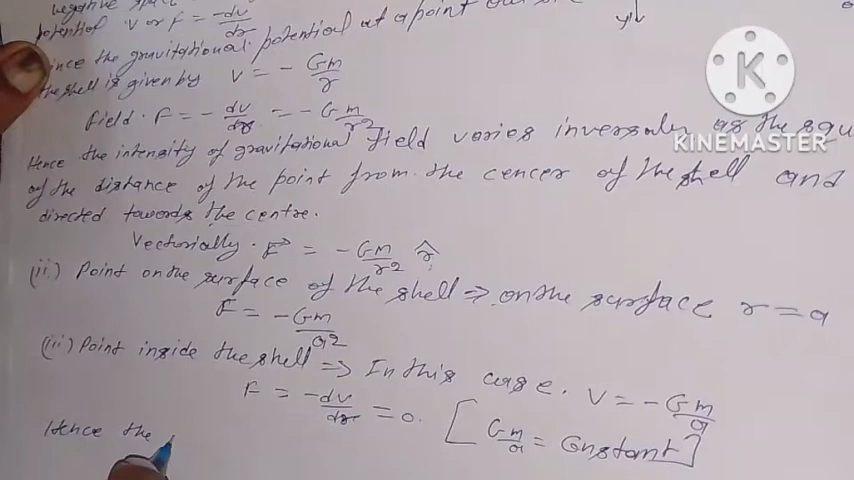 negative space
potential V or F = -dv/dr
Since the gravitational potential at a point out
the shell is given by V = - Gm/r
field. F = - dv/dr = - Gm/r2
Hence the intensity of gravitational field varies inversely as the squ
of the distance of the point from the cencer of the shell and
directed towards the centre.
Vectorially. F = - Gm/r2 r̂
(ii) Point on the surface of the shell ⇒ on the surface r = a
F = - Gm/a2
(iii) Point inside the shell ⇒ In this case. V = - Gm/a
F = - dv/dr = 0. [Gm/a = Constant]
Hence the
K
KINEMASTER